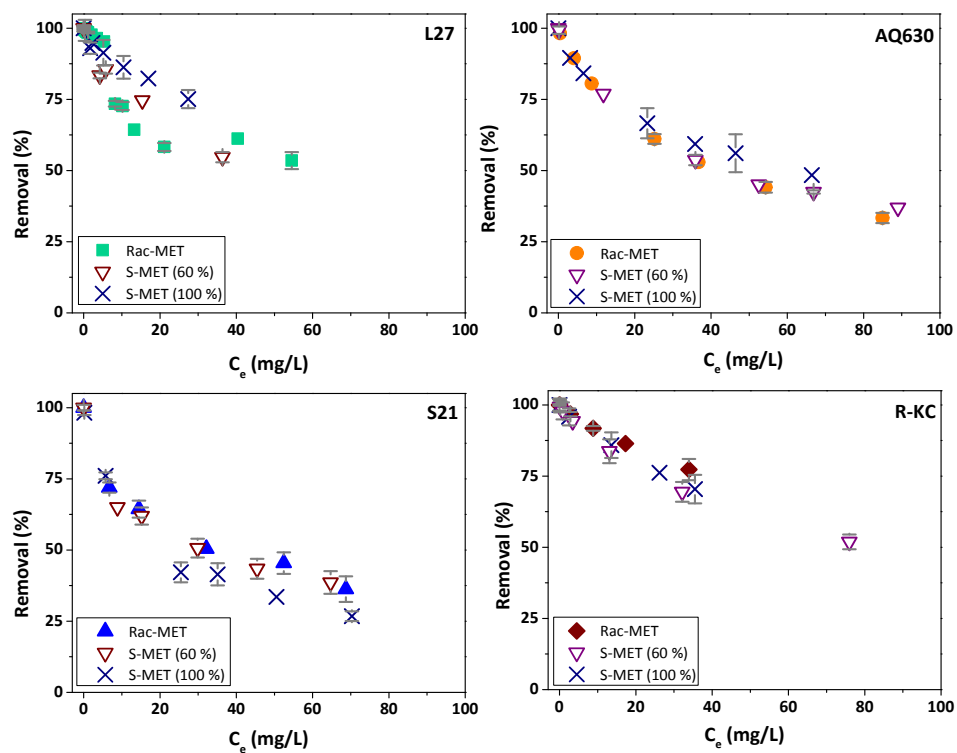 L27
100
75
50
25
0
Removal (%)
Rac-MET
S-MET (60 %)
S-MET (100 %)
0 20 40 60 80 100
C_e (mg/L)
AQ630
100
75
50
25
0
Removal (%)
Rac-MET
S-MET (60 %)
S-MET (100 %)
0 20 40 60 80 100
C_e (mg/L)
S21
100
75
50
25
0
Removal (%)
Rac-MET
S-MET (60 %)
S-MET (100 %)
0 20 40 60 80 100
C_e (mg/L)
R-KC
100
75
50
25
0
Removal (%)
Rac-MET
S-MET (60 %)
S-MET (100 %)
0 20 40 60 80 100
C_e (mg/L)